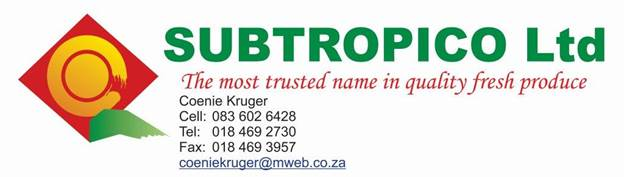 SUBTROPICO Ltd
The most trusted name in quality fresh produce
Coenie Kruger
Cell: 083 602 6428
Tel: 018 469 2730
Fax: 018 469 3957
coeniekruger@mweb.co.za